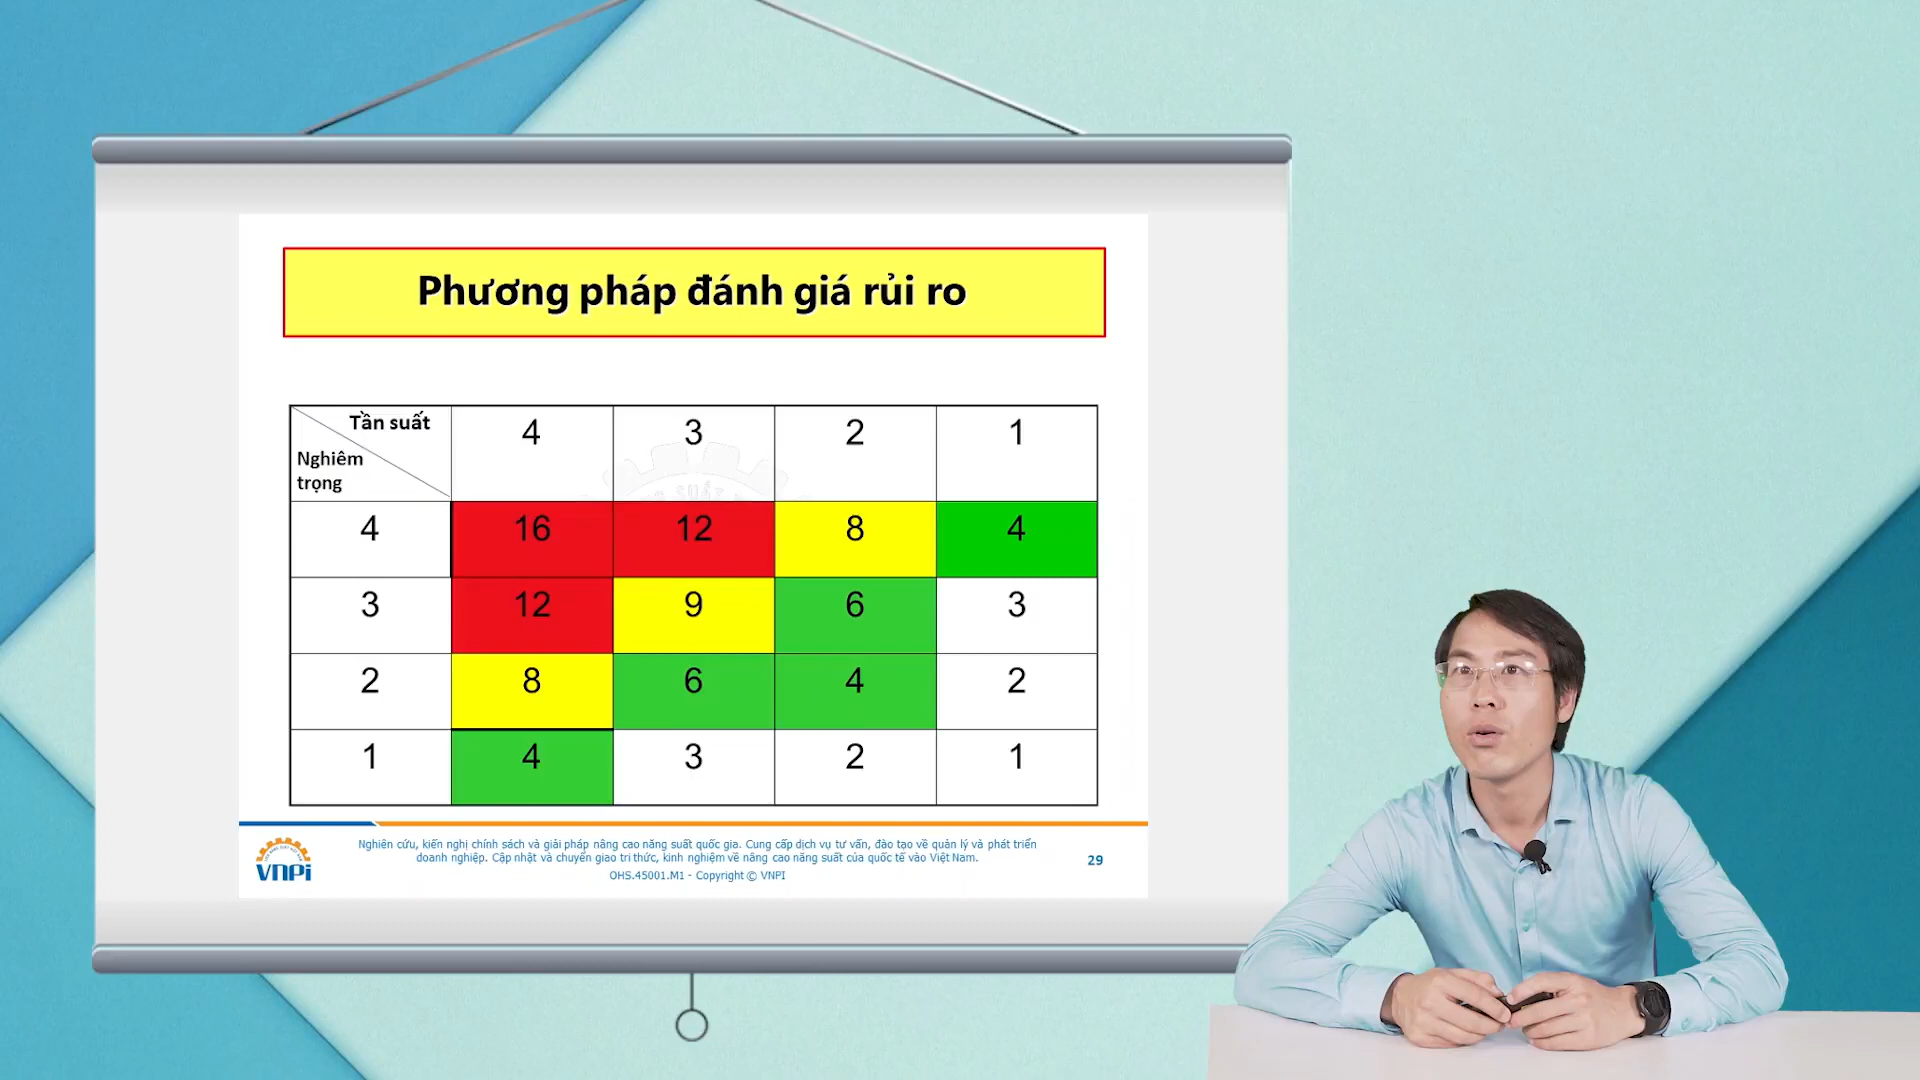 Phương pháp đánh giá rủi ro
Tần suất
Nghiêm
trọng
4 3 2 1
4 16 12 8 4
3 12 9 6 3
2 8 6 4 2
1 4 3 2 1
Nghiên cứu, kiến nghị chính sách và giải pháp nâng cao năng suất quốc gia. Cung cấp dịch vụ tư vấn, đào tạo về quản lý và phát triển
doanh nghiệp. Cập nhật và chuyển giao tri thức, kinh nghiệm về nâng cao năng suất của quốc tế vào Việt Nam.
OHS.45001.M1 - Copyright © VNPI
VNPi
29